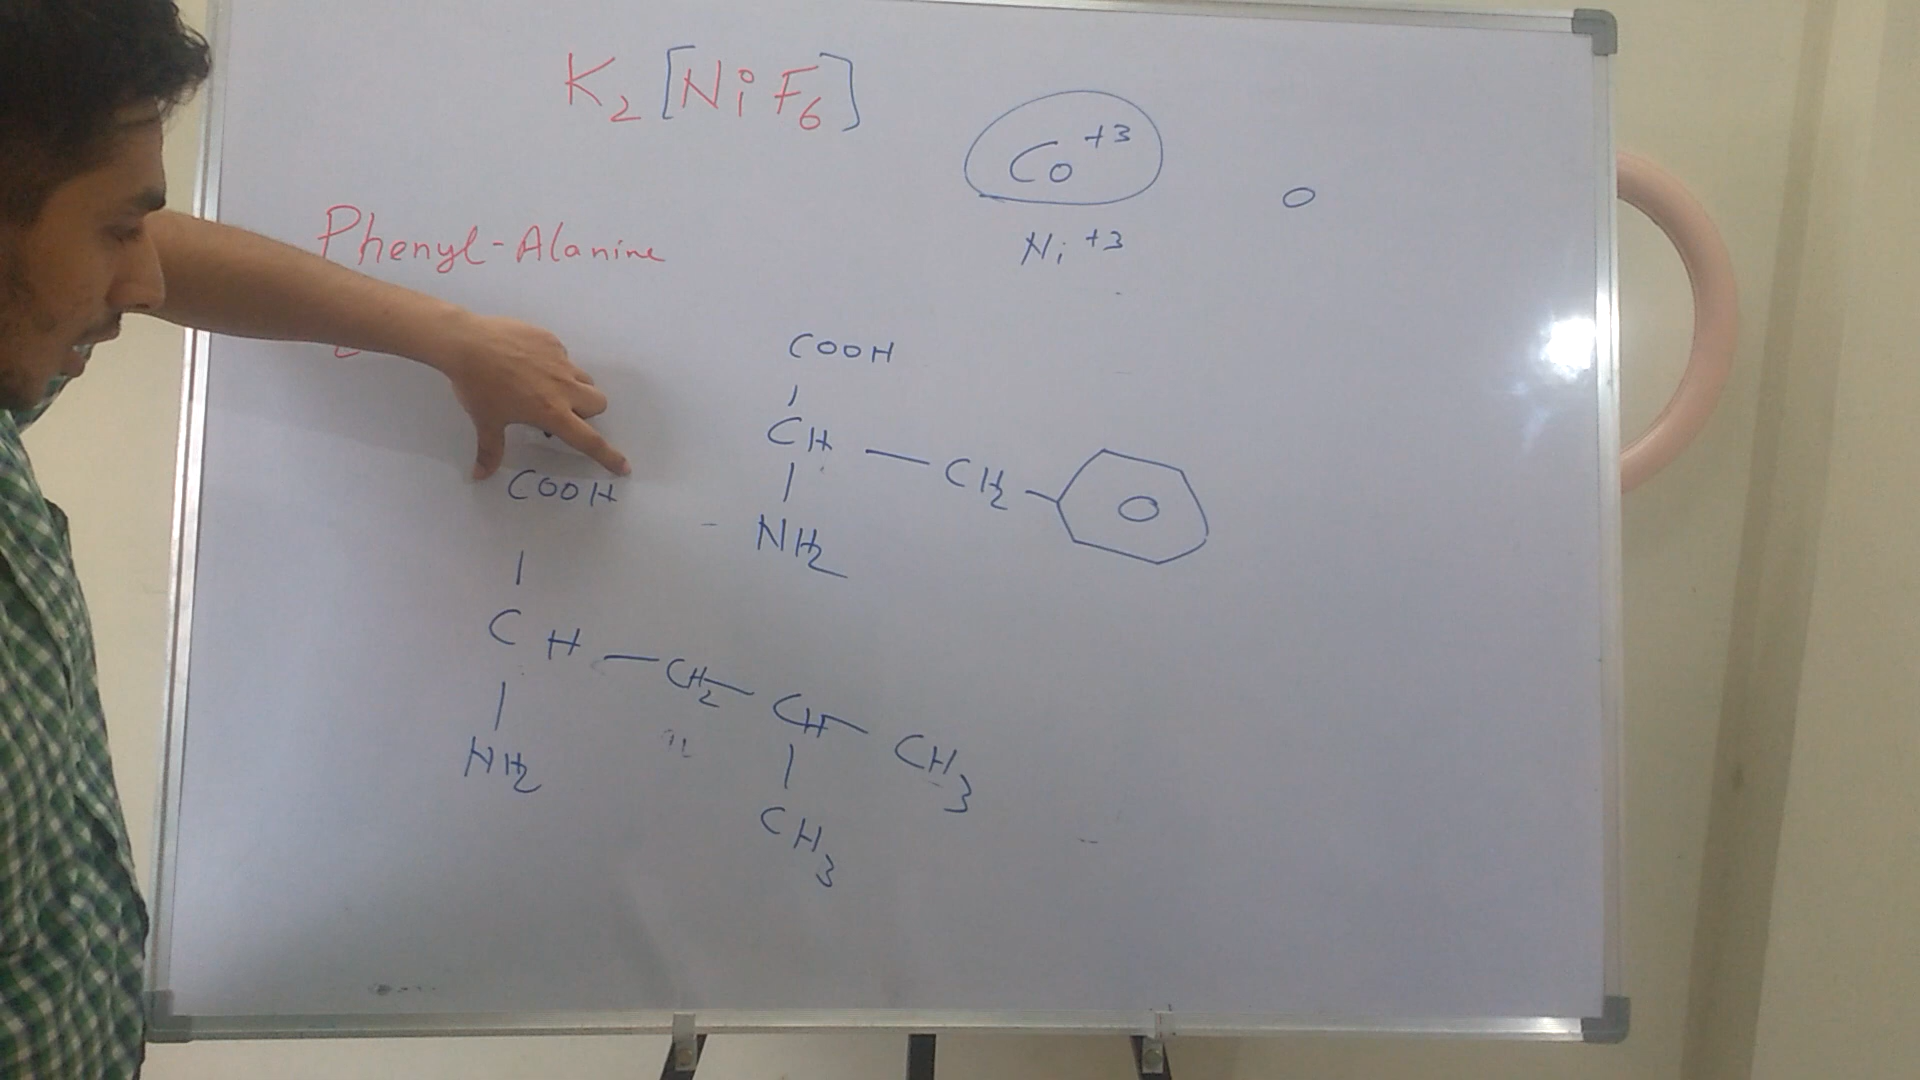 K2[NiF6]
Co+3
Ni+3
Phenyl-Alanine
COOH
CH — CH2
NH2
COOH
CH — CH2 — CH — CH3
NH2
CH3